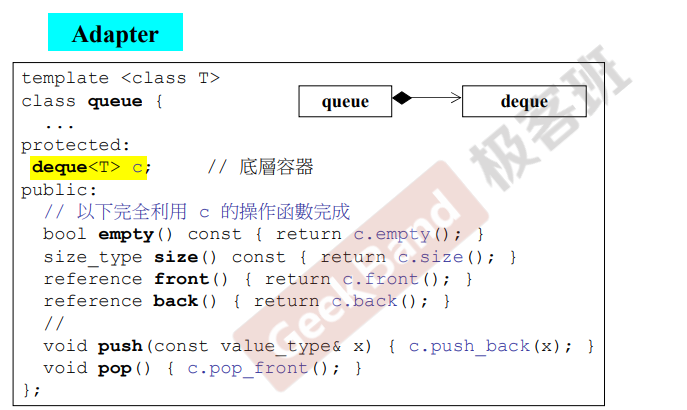 Adapter
template <class T>
class queue {
queue
deque
...
protected:
deque<T> c; // 底層容器
public:
// 以下完全利用 c 的操作函數完成
bool empty() const { return c.empty(); }
size_type size() const { return c.size(); }
reference front() { return c.front(); }
reference back() { return c.back(); }
//
void push(const value_type& x) { c.push_back(x); }
void pop() { c.pop_front(); }
};
GeekBand 极客班